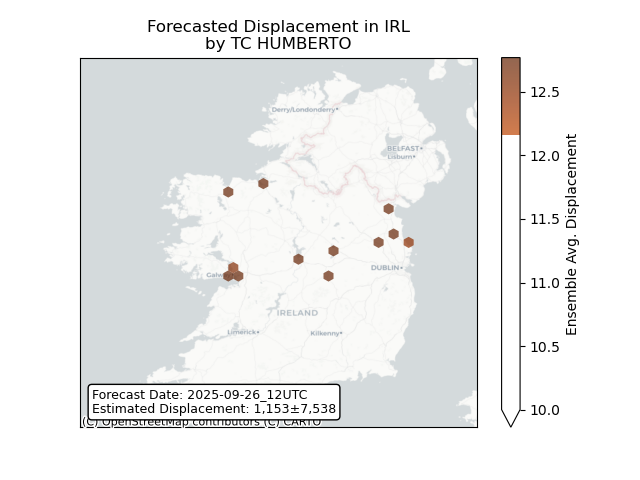 Forecasted Displacement in IRL
by TC HUMBERTO
Derry/Londonderry
BELFAST
Lisburn
Galway
DUBLIN
IRELAND
Limerick
Kilkenny
Forecast Date: 2025-09-26_12UTC
Estimated Displacement: 1,153±7,538
(C) OpenStreetMap contributors (C) CARTO
12.5
12.0
11.5
11.0
10.5
10.0
Ensemble Avg. Displacement